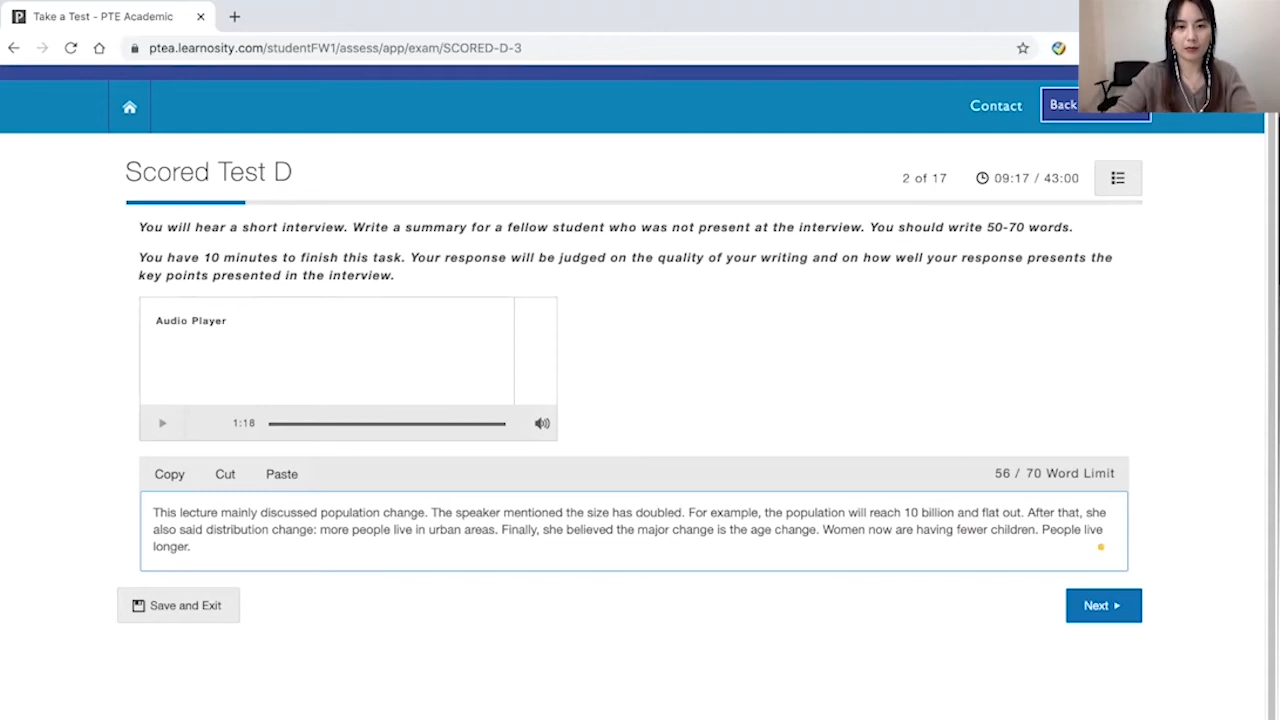 Take a Test - PTE Academic
ptea.learnosity.com/studentFW1/assess/app/exam/SCORED-D-3
Contact
Back
Scored Test D
2 of 17
09:17 / 43:00
You will hear a short interview. Write a summary for a fellow student who was not present at the interview. You should write 50-70 words.
You have 10 minutes to finish this task. Your response will be judged on the quality of your writing and on how well your response presents the
key points presented in the interview.
Audio Player
1:18
Copy
Cut
Paste
56 / 70 Word Limit
This lecture mainly discussed population change. The speaker mentioned the size has doubled. For example, the population will reach 10 billion and flat out. After that, she
also said distribution change: more people live in urban areas. Finally, she believed the major change is the age change. Women now are having fewer children. People live
longer.
Save and Exit
Next